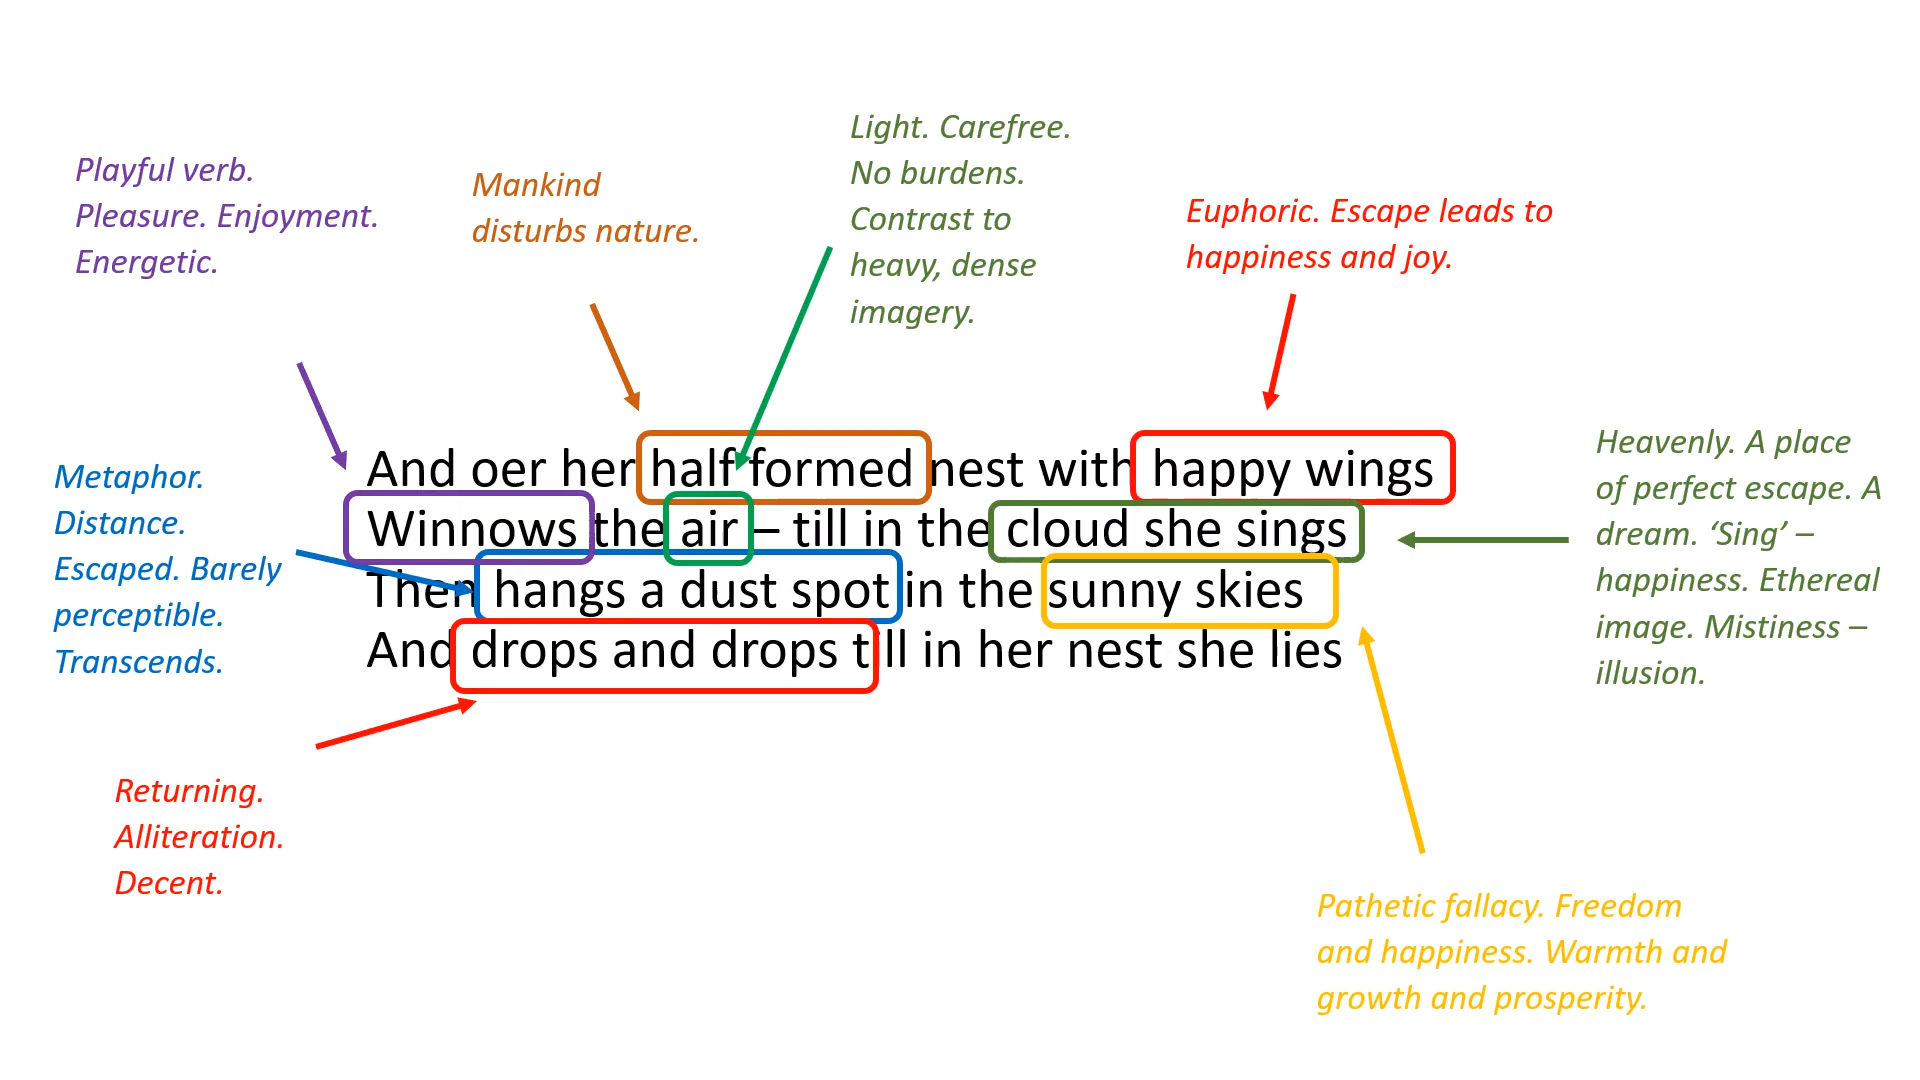 Playful verb.
Pleasure. Enjoyment.
Energetic.
Mankind
disturbs nature.
Light. Carefree.
No burdens.
Contrast to
heavy, dense
imagery.
Euphoric. Escape leads to
happiness and joy.
And oer her half formed nest with happy wings
Winnows the air – till in the cloud she sings
Then hangs a dust spot in the sunny skies
And drops and drops till in her nest she lies
Metaphor.
Distance.
Escaped. Barely
perceptible.
Transcends.
Heavenly. A place
of perfect escape. A
dream. ‘Sing’ –
happiness. Ethereal
image. Mistiness –
illusion.
Returning.
Alliteration.
Decent.
Pathetic fallacy. Freedom
and happiness. Warmth and
growth and prosperity.